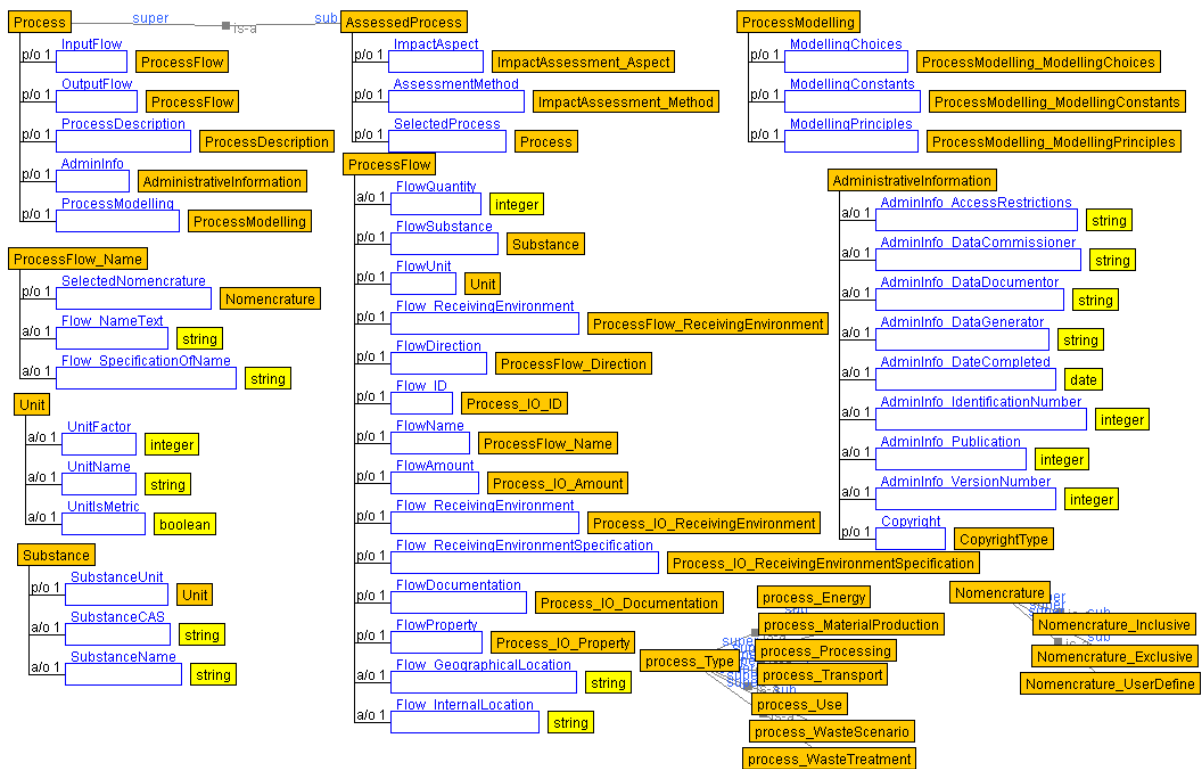 Process
super
is-a
sub
AssessedProcess
ProcessModelling
p/o 1
InputFlow
ProcessFlow
p/o 1
OutputFlow
ProcessFlow
p/o 1
ProcessDescription
ProcessDescription
p/o 1
AdminInfo
AdministrativeInformation
p/o 1
ProcessModelling
ProcessModelling
p/o 1
ImpactAspect
ImpactAssessment_Aspect
p/o 1
AssessmentMethod
ImpactAssessment_Method
p/o 1
SelectedProcess
Process
p/o 1
ModellingChoices
ProcessModelling_ModellingChoices
p/o 1
ModellingConstants
ProcessModelling_ModellingConstants
p/o 1
ModellingPrinciples
ProcessModelling_ModellingPrinciples
ProcessFlow_Name
p/o 1
SelectedNomencrature
Nomencrature
a/o 1
Flow_NameText
string
a/o 1
Flow_SpecificationOfName
string
Unit
a/o 1
UnitFactor
integer
a/o 1
UnitName
string
a/o 1
UnitIsMetric
boolean
Substance
p/o 1
SubstanceUnit
Unit
a/o 1
SubstanceCAS
string
a/o 1
SubstanceName
string
ProcessFlow
a/o 1
FlowQuantity
integer
p/o 1
FlowSubstance
Substance
p/o 1
FlowUnit
Unit
p/o 1
Flow_ReceivingEnvironment
ProcessFlow_ReceivingEnvironment
p/o 1
FlowDirection
ProcessFlow_Direction
p/o 1
Flow_ID
Process_IO_ID
p/o 1
FlowName
ProcessFlow_Name
p/o 1
FlowAmount
Process_IO_Amount
p/o 1
Flow_ReceivingEnvironment
Process_IO_ReceivingEnvironment
p/o 1
Flow_ReceivingEnvironmentSpecification
Process_IO_ReceivingEnvironmentSpecification
p/o 1
FlowDocumentation
Process_IO_Documentation
p/o 1
FlowProperty
Process_IO_Property
a/o 1
Flow_GeographicalLocation
string
a/o 1
Flow_InternalLocation
string
AdministrativeInformation
a/o 1
AdminInfo_AccessRestrictions
string
a/o 1
AdminInfo_DataCommissioner
string
a/o 1
AdminInfo_DataDocumentor
string
a/o 1
AdminInfo_DataGenerator
string
a/o 1
AdminInfo_DateCompleted
date
a/o 1
AdminInfo_IdentificationNumber
integer
a/o 1
AdminInfo_Publication
integer
a/o 1
AdminInfo_VersionNumber
integer
p/o 1
Copyright
CopyrightType
process_Type
super
sub
process_Energy
process_MaterialProduction
process_Processing
process_Transport
sub
process_Use
is-a
process_WasteScenario
process_WasteTreatment
Nomencrature
super
super
sub
Nomencrature_Inclusive
sub
Nomencrature_Exclusive
Nomencrature_UserDefine